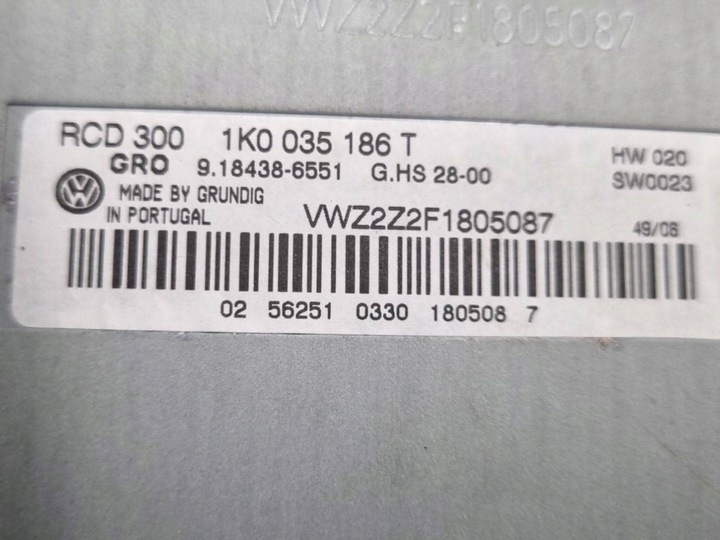 VWZ2Z2F1805087
RCD 300 1K0 035 186 T
HW 020
GRO 9.18438-6551 G.HS 28-00
SW0023
VW
MADE BY GRUNDIG
IN PORTUGAL
VWZ2Z2F1805087
49/06
02 56251 0330 180508 7